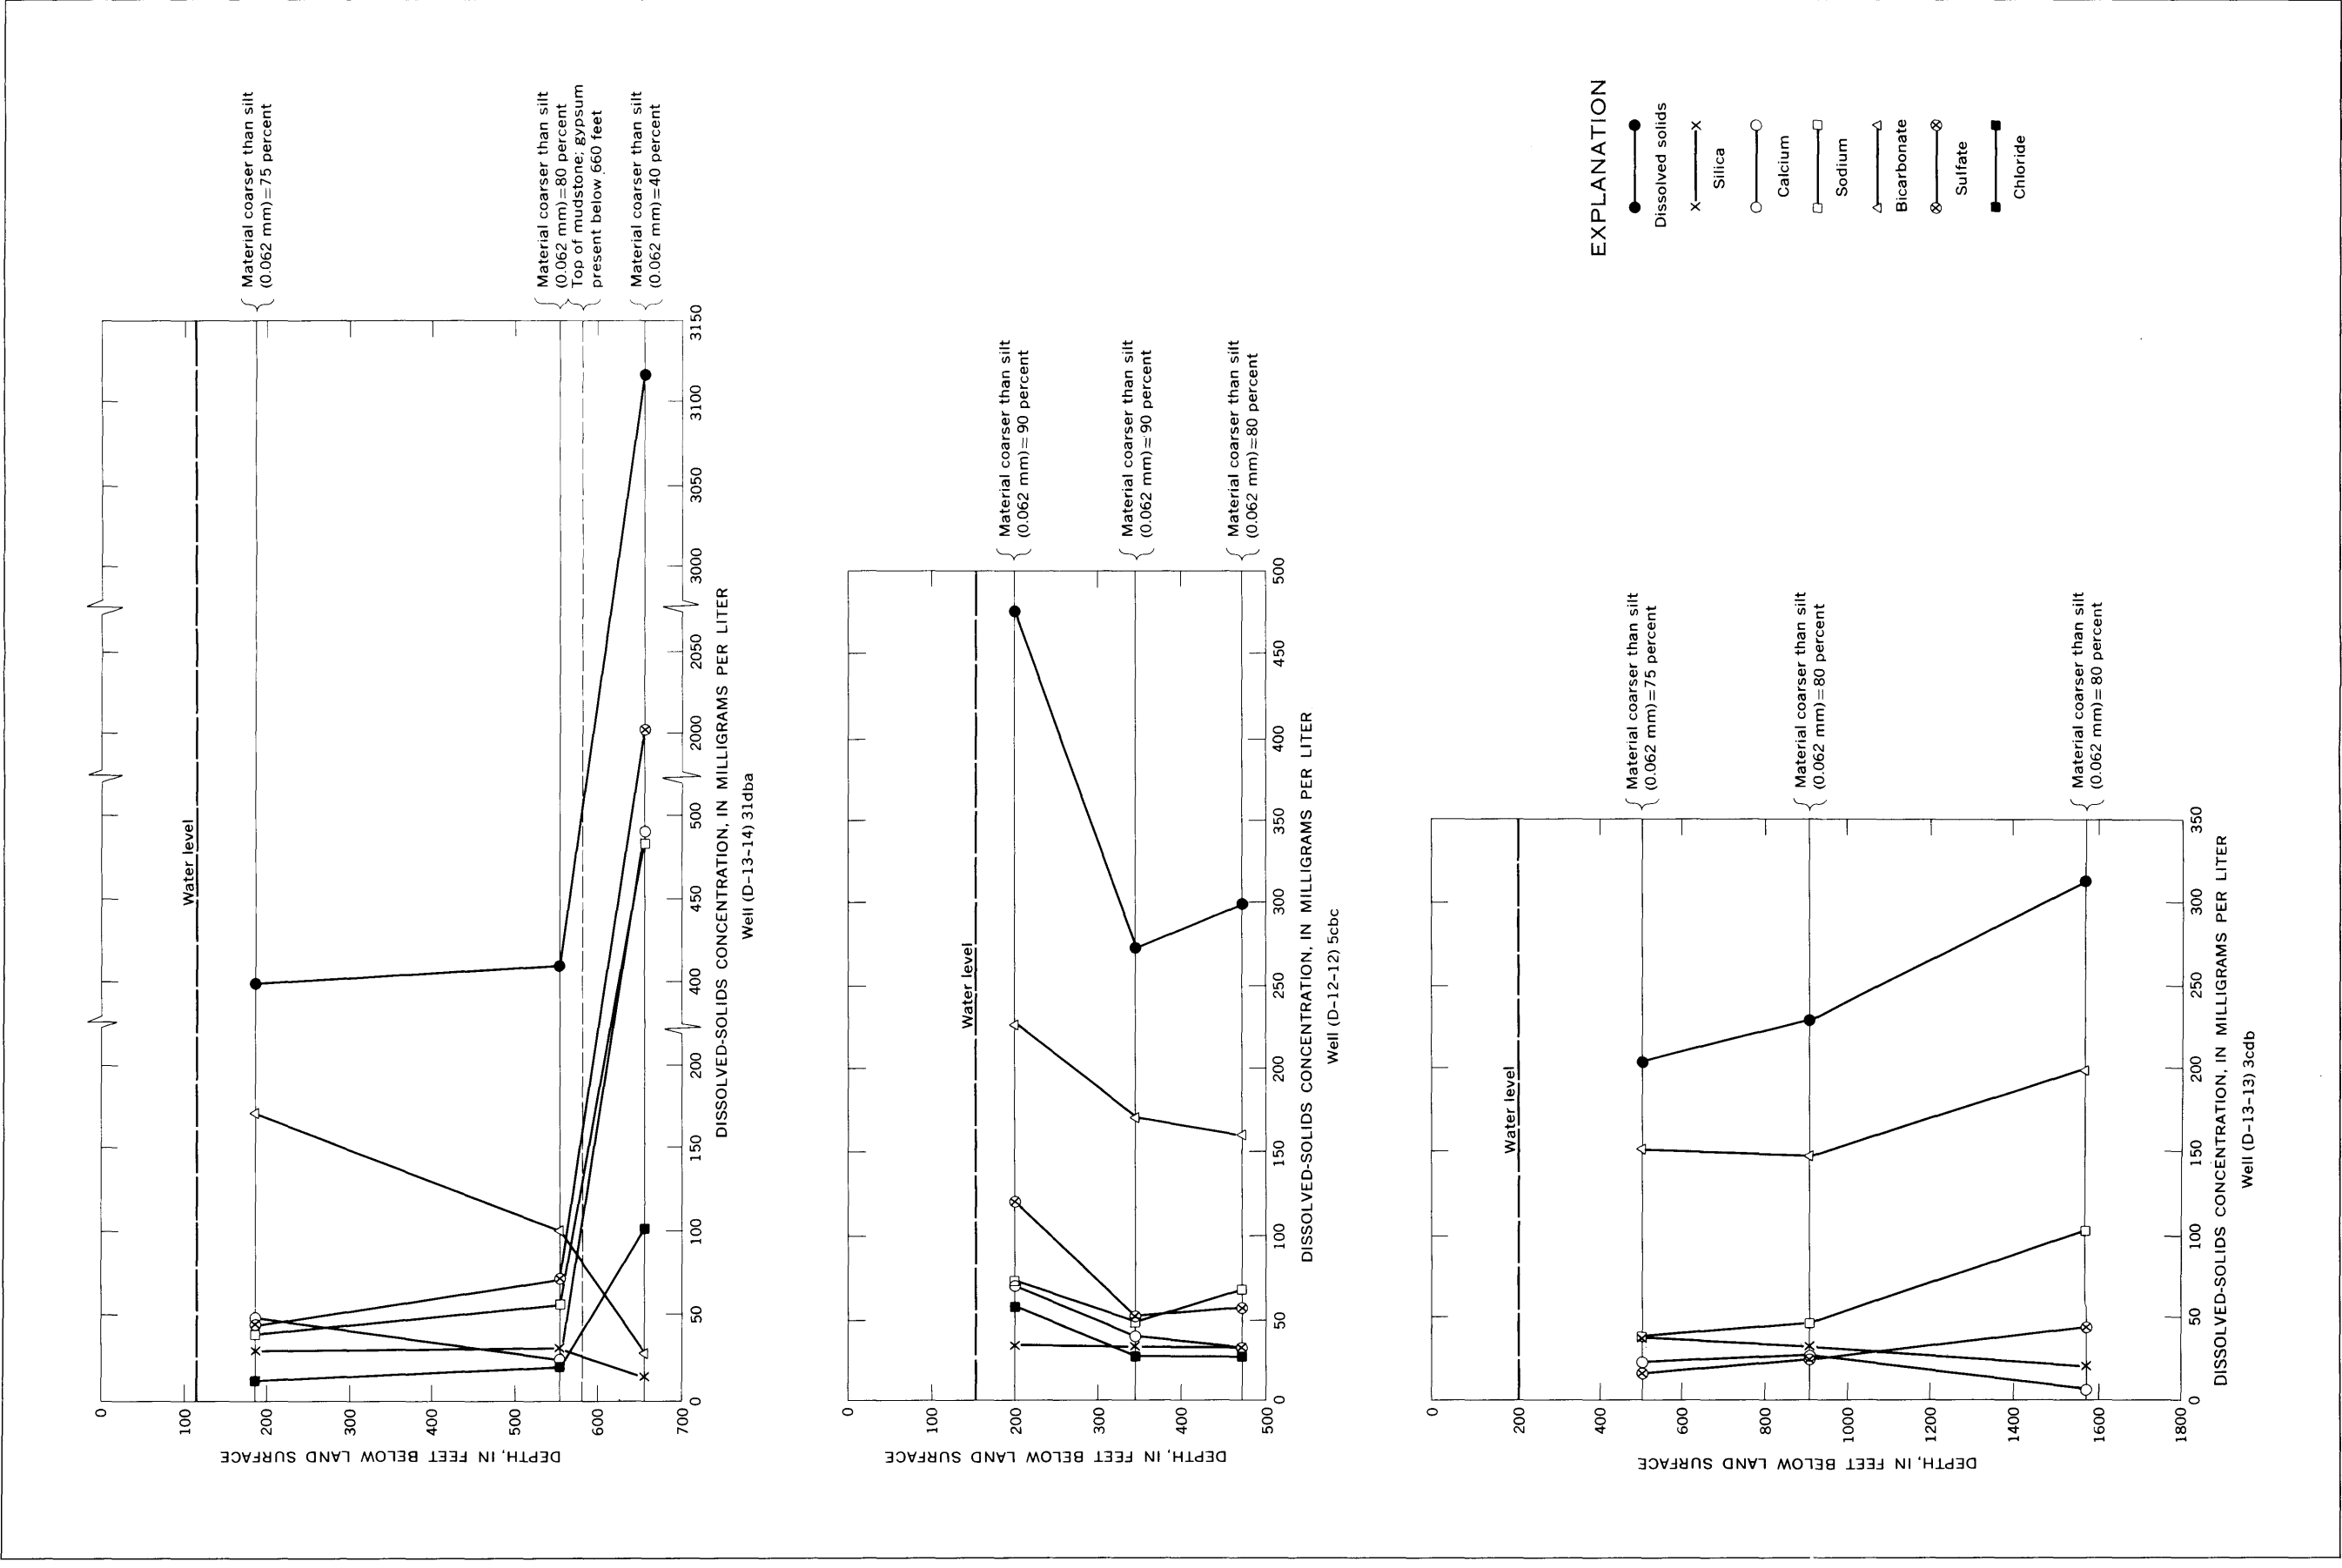 Material coarser than silt
(0.062 mm)=75 percent
Material coarser than silt
(0.062 mm)=80 percent
Top of mudstone; gypsum
present below 660 feet
Material coarser than silt
(0.062 mm)=40 percent
Water level
0
100
200
300
400
500
600
700
DEPTH, IN FEET BELOW LAND SURFACE
0
50
100
150
200
400
450
500
2000
2050
3000
3050
3100
3150
DISSOLVED-SOLIDS CONCENTRATION, IN MILLIGRAMS PER LITER
Well (D-13-14) 31dba
Material coarser than silt
(0.062 mm)=90 percent
Material coarser than silt
(0.062 mm)=90 percent
Material coarser than silt
(0.062 mm)=80 percent
Water level
0
100
200
300
400
500
DEPTH, IN FEET BELOW LAND SURFACE
0
50
100
150
200
250
300
350
400
450
500
DISSOLVED-SOLIDS CONCENTRATION, IN MILLIGRAMS PER LITER
Well (D-12-12) 5cbc
Material coarser than silt
(0.062 mm)=75 percent
Material coarser than silt
(0.062 mm)=80 percent
Material coarser than silt
(0.062 mm)=80 percent
Water level
0
200
400
600
800
1000
1200
1400
1600
1800
DEPTH, IN FEET BELOW LAND SURFACE
0
50
100
150
200
250
300
350
DISSOLVED-SOLIDS CONCENTRATION, IN MILLIGRAMS PER LITER
Well (D-13-13) 3cdb
EXPLANATION
Dissolved solids
Silica
Calcium
Sodium
Bicarbonate
Sulfate
Chloride